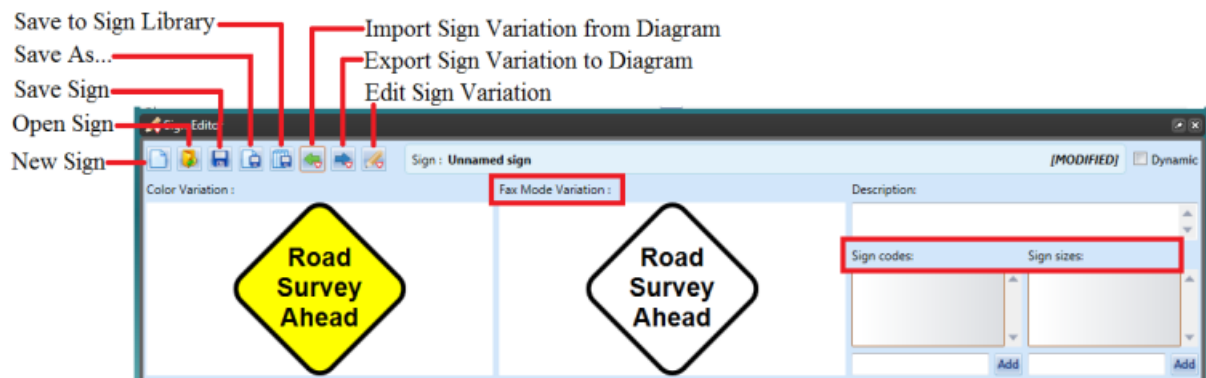 Save to Sign Library
Import Sign Variation from Diagram
Save As...
Export Sign Variation to Diagram
Save Sign
Edit Sign Variation
Open Sign
Sign Editor
New Sign
Sign : Unnamed sign [MODIFIED] Dynamic
Color Variation : Fax Mode Variation : Description:
Road
Survey
Ahead
Road
Survey
Ahead
Sign codes: Sign sizes:
Add Add